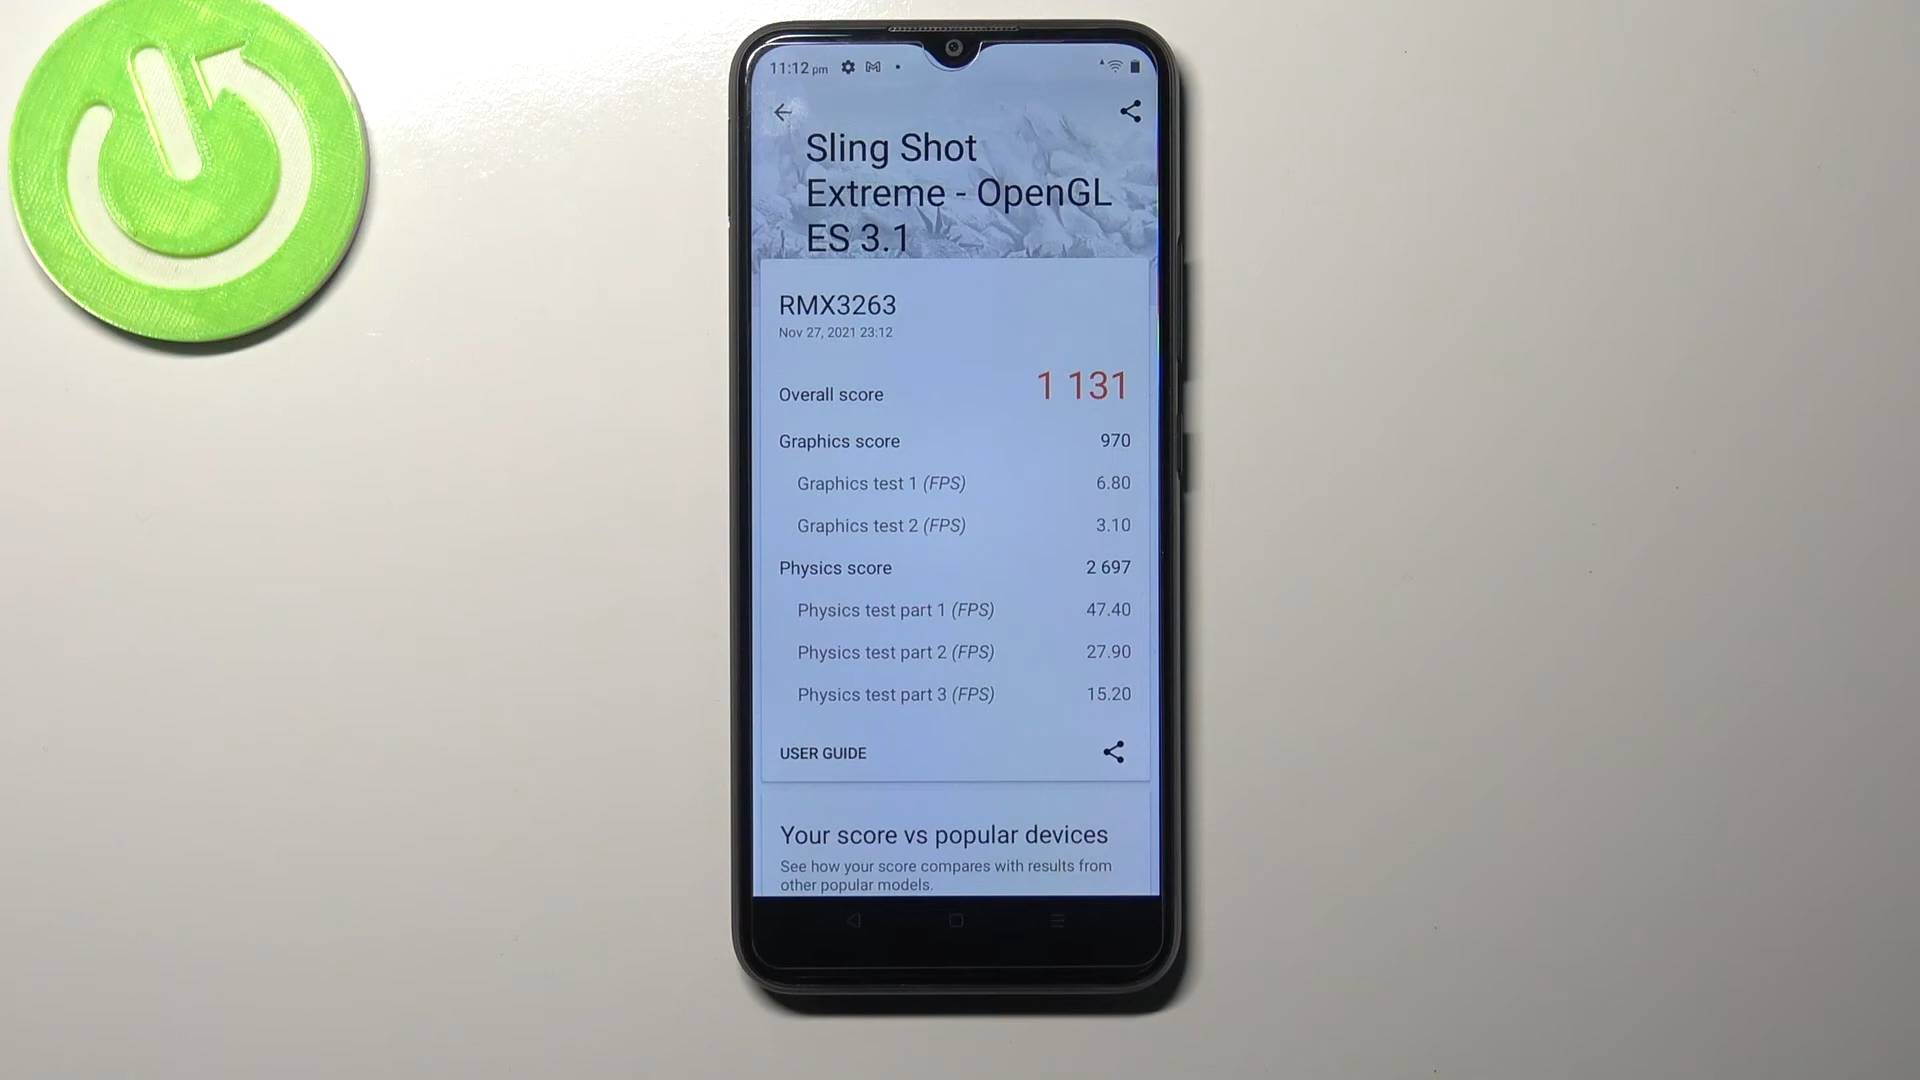 11:12 pm
Sling Shot
Extreme - OpenGL
ES 3.1
RMX3263
Nov 27, 2021 23:12
Overall score 1 131
Graphics score 970
Graphics test 1 (FPS) 6.80
Graphics test 2 (FPS) 3.10
Physics score 2 697
Physics test part 1 (FPS) 47.40
Physics test part 2 (FPS) 27.90
Physics test part 3 (FPS) 15.20
USER GUIDE
Your score vs popular devices
See how your score compares with results from
other popular models.